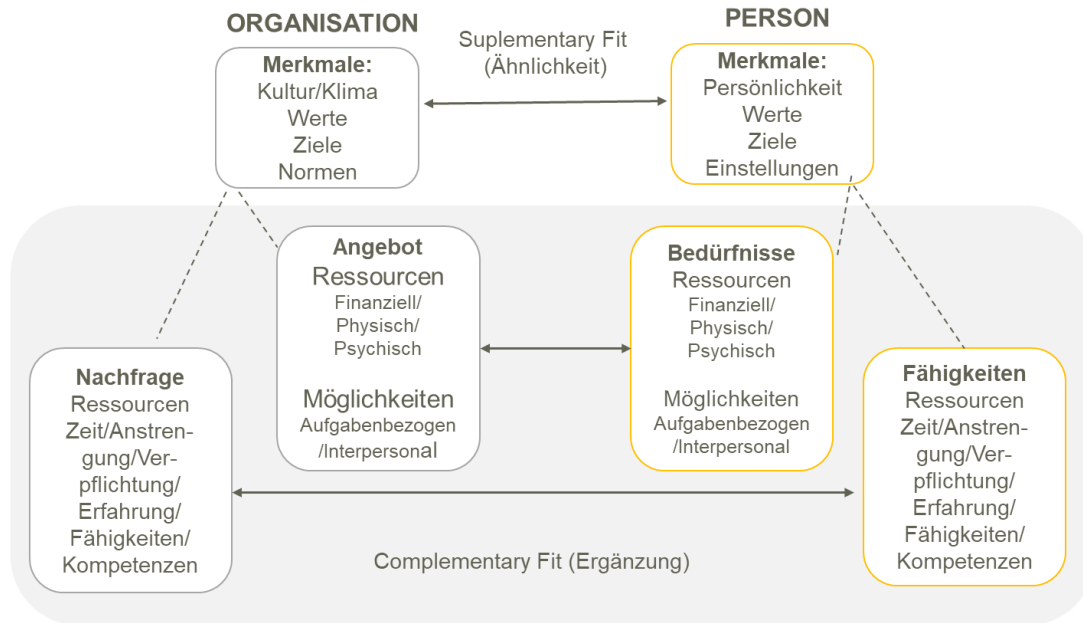 ORGANISATION
PERSON
Suplementary Fit
(Ähnlichkeit)
Merkmale:
Kultur/Klima
Werte
Ziele
Normen
Merkmale:
Persönlichkeit
Werte
Ziele
Einstellungen
Angebot
Ressourcen
Finanziell/
Physisch/
Psychisch
Möglichkeiten
Aufgabenbezogen
/Interpersonal
Bedürfnisse
Ressourcen
Finanziell/
Physisch/
Psychisch
Möglichkeiten
Aufgabenbezogen
/Interpersonal
Nachfrage
Ressourcen
Zeit/Anstren-
gung/Ver-
pflichtung/
Erfahrung/
Fähigkeiten/
Kompetenzen
Fähigkeiten
Ressourcen
Zeit/Anstren-
gung/Ver-
pflichtung/
Erfahrung/
Fähigkeiten/
Kompetenzen
Complementary Fit (Ergänzung)